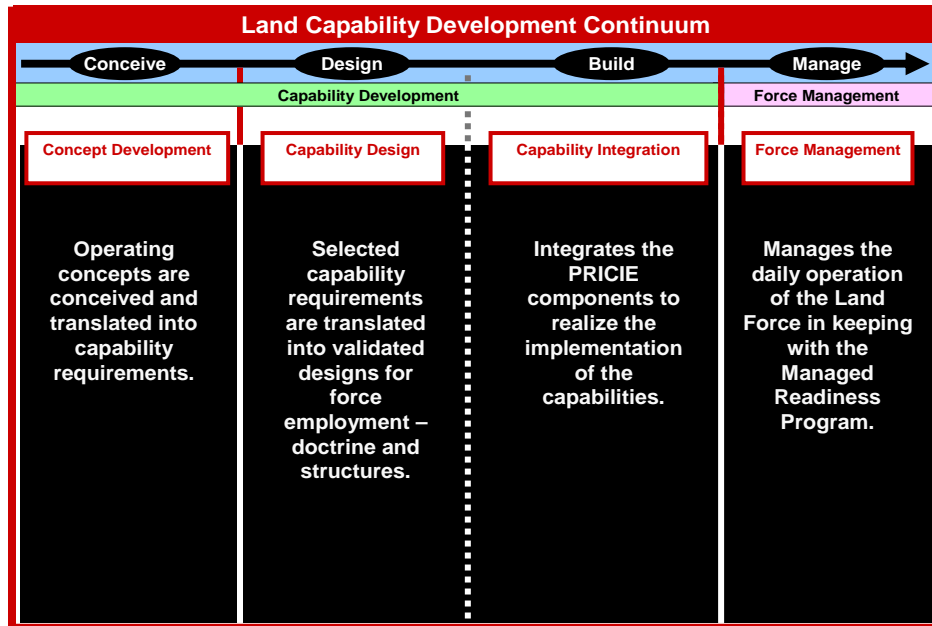 Land Capability Development Continuum
Conceive Design Build Manage
Capability Development Force Management
Concept Development
Capability Design
Capability Integration
Force Management
Operating
concepts are
conceived and
translated into
capability
requirements.
Selected
capability
requirements
are translated
into validated
designs for
force
employment –
doctrine and
structures.
Integrates the
PRICIE
components to
realize the
implementation
of the
capabilities.
Manages the
daily operation
of the Land
Force in keeping
with the
Managed
Readiness
Program.